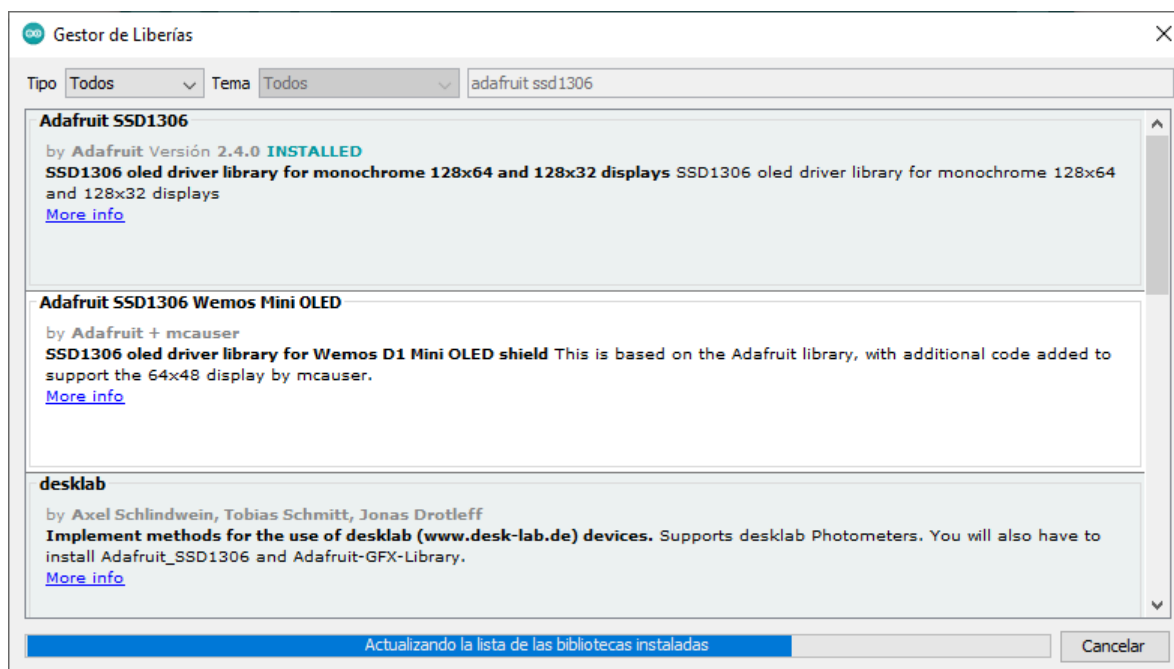 Gestor de Liberías
Tipo Todos Tema Todos adafruit ssd1306
Adafruit SSD1306
by Adafruit Versión 2.4.0 INSTALLED
SSD1306 oled driver library for monochrome 128x64 and 128x32 displays SSD1306 oled driver library for monochrome 128x64
and 128x32 displays
More info
Adafruit SSD1306 Wemos Mini OLED
by Adafruit + mcauser
SSD1306 oled driver library for Wemos D1 Mini OLED shield This is based on the Adafruit library, with additional code added to
support the 64x48 display by mcauser.
More info
desklab
by Axel Schlindwein, Tobias Schmitt, Jonas Drotleff
Implement methods for the use of desklab (www.desk-lab.de) devices. Supports desklab Photometers. You will also have to
install Adafruit_SSD1306 and Adafruit-GFX-Library.
More info
Actualizando la lista de las bibliotecas instaladas Cancelar